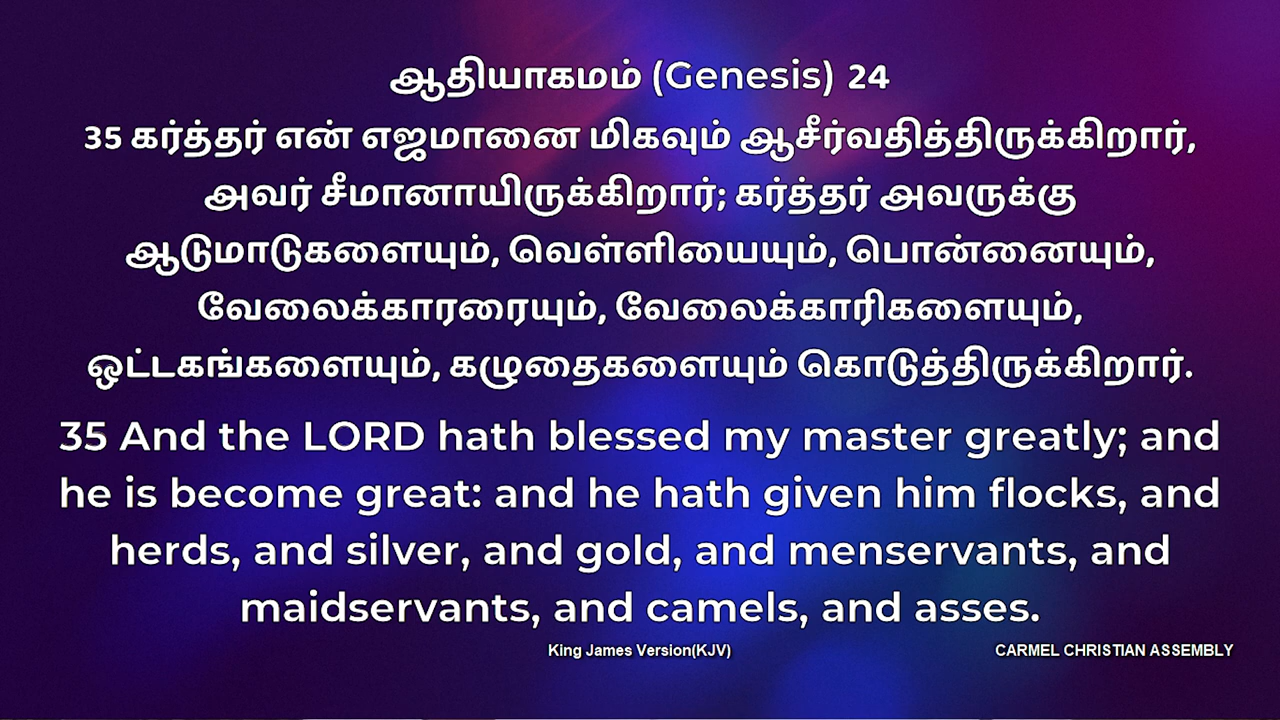 ஆதியாகமம் (Genesis) 24
35 கர்த்தர் என் எஜமானை மிகவும் ஆசீர்வதித்திருக்கிறார்,
அவர் சீமானாயிருக்கிறார்; கர்த்தர் அவருக்கு
ஆடுமாடுகளையும், வெள்ளியையும், பொன்னையும்,
வேலைக்காரரையும், வேலைக்காரிகளையும்,
ஒட்டகங்களையும், கழுதைகளையும் கொடுத்திருக்கிறார்.
35 And the LORD hath blessed my master greatly; and
he is become great: and he hath given him flocks, and
herds, and silver, and gold, and menservants, and
maidservants, and camels, and asses.
King James Version(KJV)
CARMEL CHRISTIAN ASSEMBLY